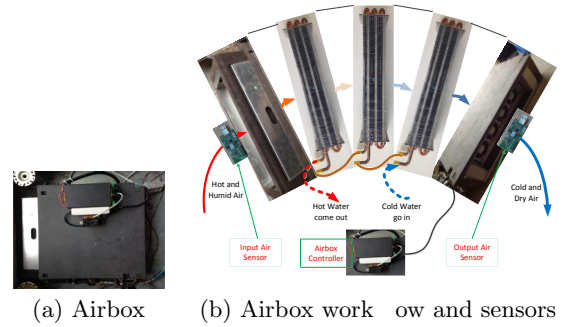 Hot and
Humid Air
Hot Water
come out
Cold Water
go in
Cold and
Dry Air
Input Air
Sensor
Airbox
Controller
Output Air
Sensor
(a) Airbox
(b) Airbox work ow and sensors